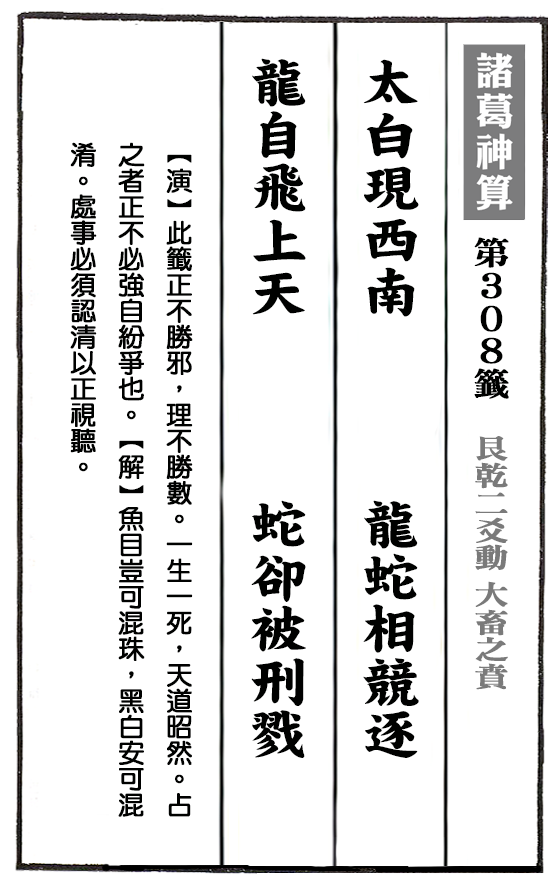 諸葛神算 第308籤 艮乾二爻動 大畜之賁
太白現西南 龍蛇相競逐
龍自飛上天 蛇卻被刑戮
【演】此籤正不勝邪，理不勝數。一生一死，天道昭然。占
之者正不必強自紛爭也。【解】魚目豈可混珠，黑白安可混
淆。處事必須認清以正視聽。